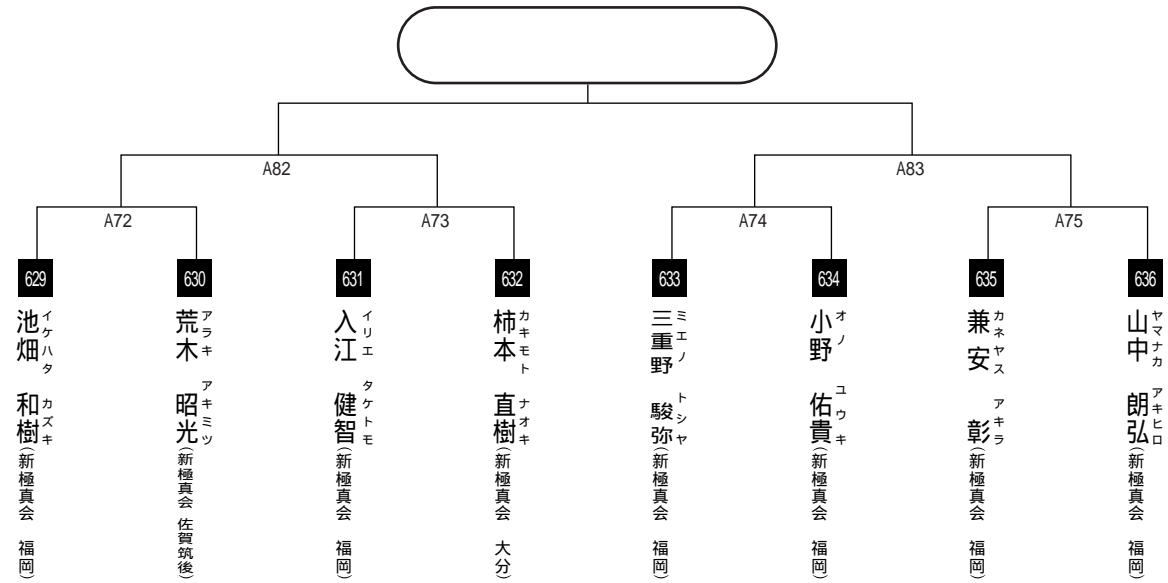 A82
A83
A72
A73
A74
A75
629
630
631
632
633
634
635
636
池畑 和樹(新極真会 福岡)
イケハタ カズキ
荒木 昭光(新極真会 佐賀筑後)
アラキ アキミツ
入江 健智(新極真会 福岡)
イリエ タケトモ
柿本 直樹(新極真会 大分)
カキモト ナオキ
三重野 駿弥(新極真会 福岡)
ミエノ トシヤ
小野 佑貴(新極真会 福岡)
オノ ユウキ
兼安 彰(新極真会 福岡)
カネヤス アキラ
山中 朗弘(新極真会 福岡)
ヤマナカ アキヒロ